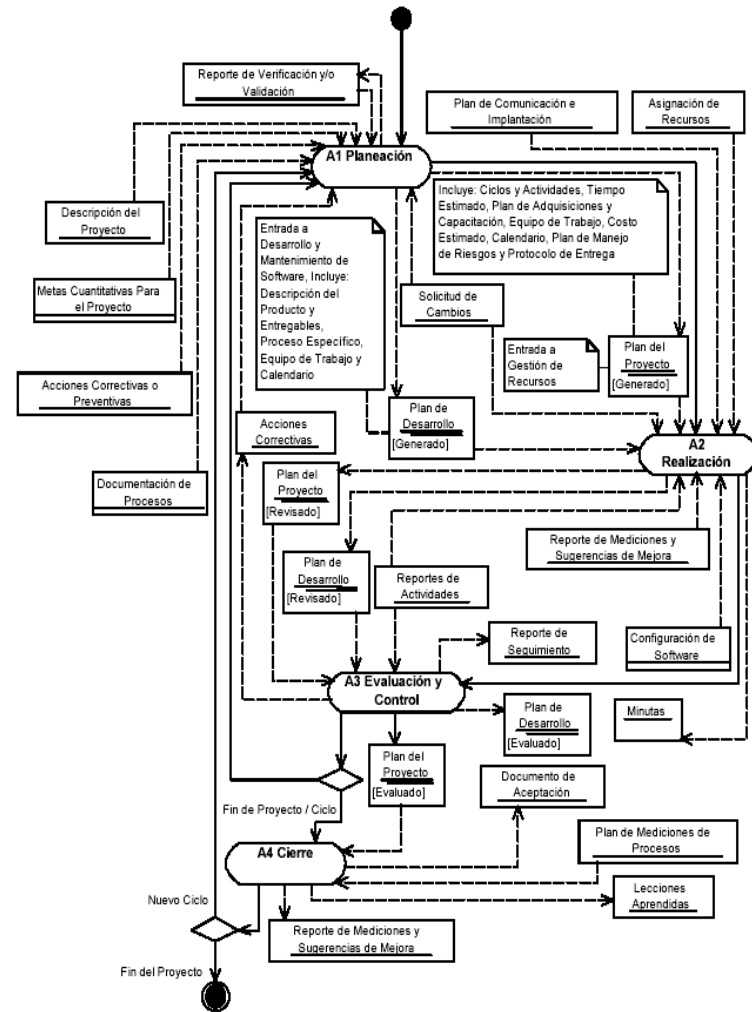 Reporte de Verificación y/o
Validación
Plan de Comunicación e
Implantación
Asignación de
Recursos
A1 Planeación
Descripción del
Proyecto
Metas Cuantitativas Para
el Proyecto
Acciones Correctivas o
Preventivas
Documentación de
Procesos
Entrada a
Desarrollo y
Mantenimiento de
Software, Incluye:
Descripción del
Producto y
Entregables,
Proceso Específico,
Equipo de Trabajo y
Calendario
Incluye: Ciclos y Actividades, Tiempo
Estimado, Plan de Adquisiciones y
Capacitación, Equipo de Trabajo, Costo
Estimado, Calendario, Plan de Manejo
de Riesgos y Protocolo de Entrega
Solicitud de
Cambios
Entrada a
Gestión de
Recursos
Plan del
Proyecto
[Generado]
Acciones
Correctivas
Plan de
Desarrollo
[Generado]
A2
Realización
Plan del
Proyecto
[Revisado]
Plan de
Desarrollo
[Revisado]
Reportes de
Actividades
Reporte de Mediciones y
Sugerencias de Mejora
Reporte de
Seguimiento
Configuración de
Software
A3 Evaluación y
Control
Plan de
Desarrollo
[Evaluado]
Minutas
Plan del
Proyecto
[Evaluado]
Documento de
Aceptación
Fin de Proyecto / Ciclo
A4 Cierre
Plan de Mediciones de
Procesos
Lecciones
Aprendidas
Nuevo Ciclo
Reporte de Mediciones y
Sugerencias de Mejora
Fin del Proyecto